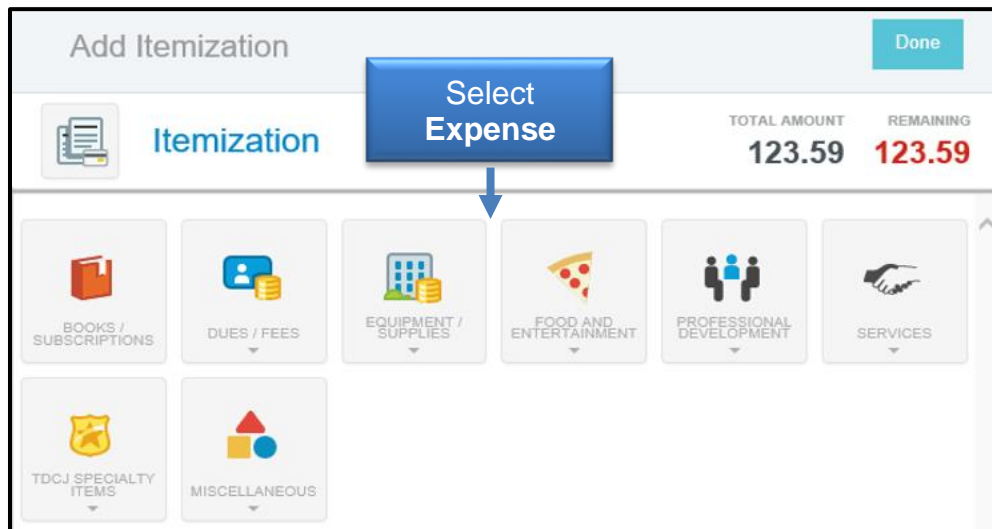 Add Itemization
Done
Select
Expense
Itemization
TOTAL AMOUNT
123.59
REMAINING
123.59
BOOKS /
SUBSCRIPTIONS
DUES / FEES
EQUIPMENT /
SUPPLIES
FOOD AND
ENTERTAINMENT
PROFESSIONAL
DEVELOPMENT
SERVICES
TDCJ SPECIALTY
ITEMS
MISCELLANEOUS